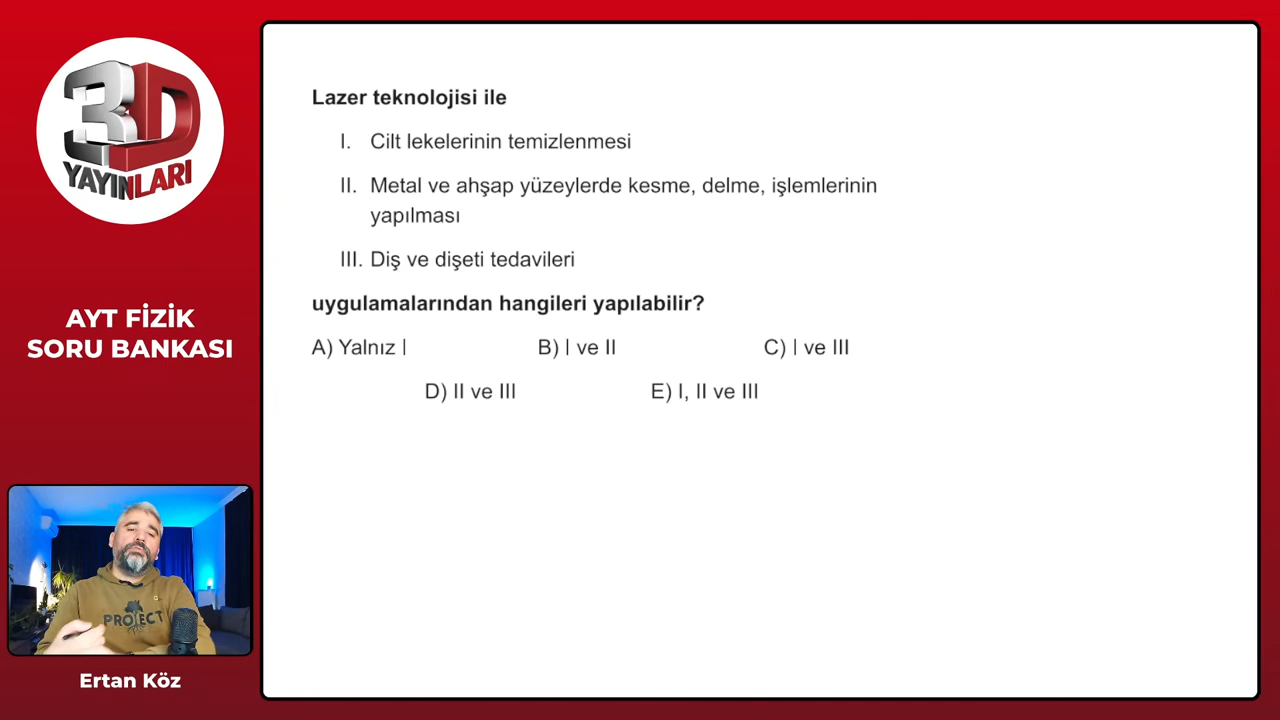 3D
YAYINLARI
AYT FİZİK
SORU BANKASI
Lazer teknolojisi ile
I. Cilt lekelerinin temizlenmesi
II. Metal ve ahşap yüzeylerde kesme, delme, işlemlerinin
yapılması
III. Diş ve dişeti tedavileri
uygulamalarından hangileri yapılabilir?
A) Yalnız I
B) I ve II
C) I ve III
D) II ve III
E) I, II ve III
PROTECT
Ertan Köz